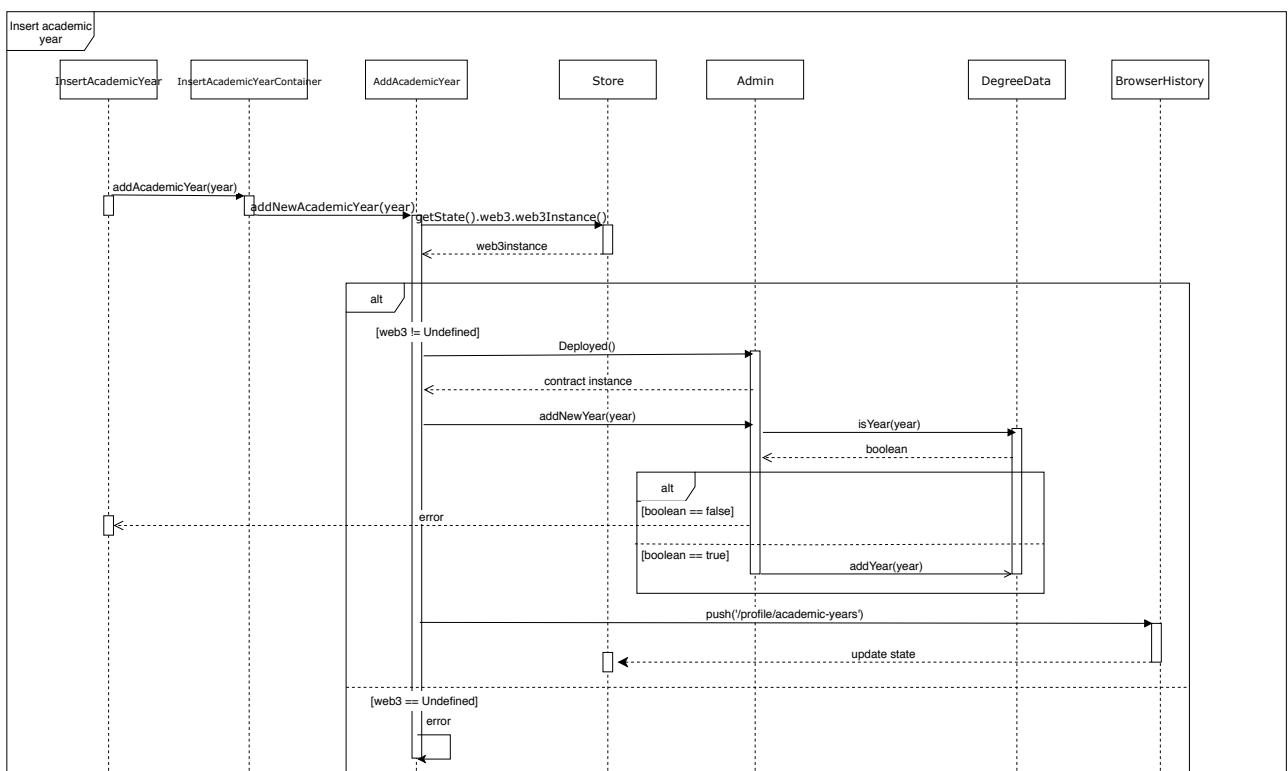 Insert academic
year
InsertAcademicYear
InsertAcademicYearContainer
AddAcademicYear
Store
Admin
DegreeData
BrowserHistory
addAcademicYear(year)
addNewAcademicYear(year)
getState().web3.web3Instance()
web3instance
alt
[web3 != Undefined]
Deployed()
contract instance
addNewYear(year)
isYear(year)
boolean
alt
[boolean == false]
error
[boolean == true]
addYear(year)
push('/profile/academic-years')
update state
[web3 == Undefined]
error